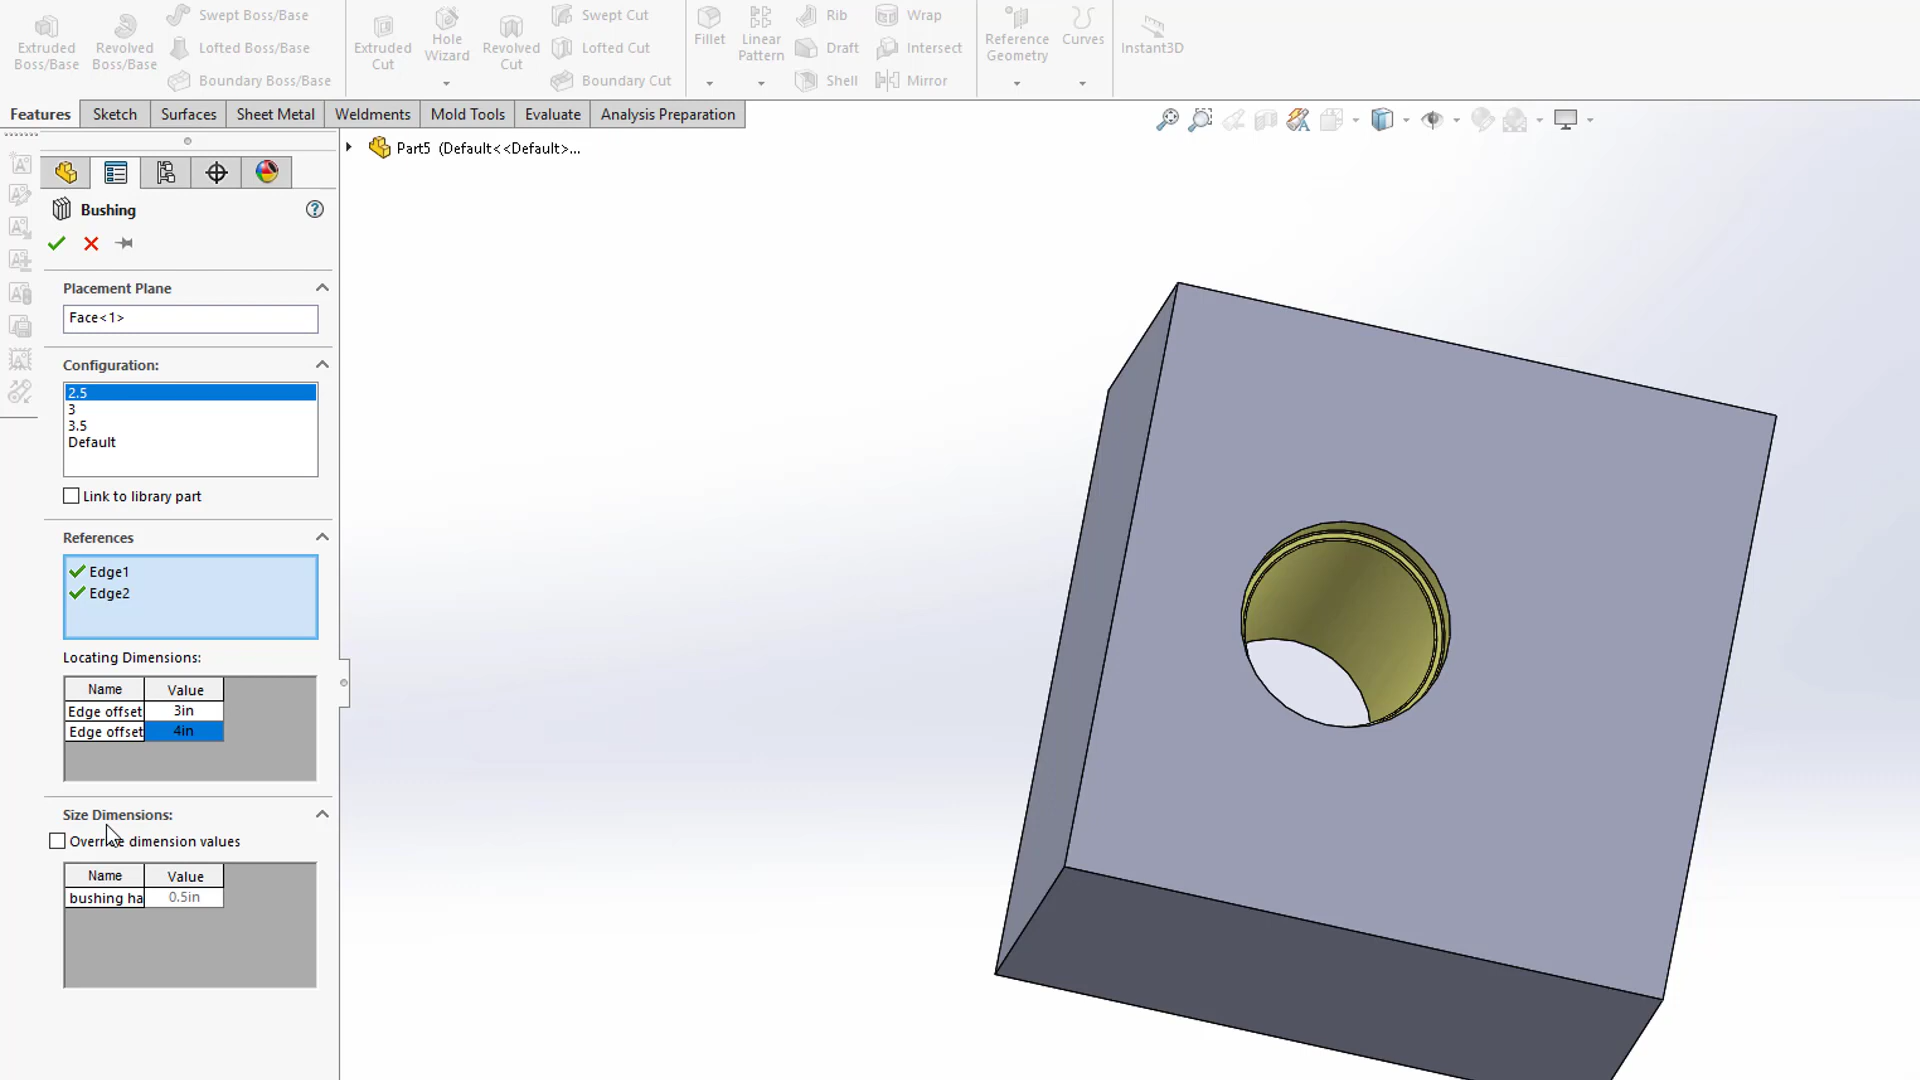 Extruded Boss/Base
Revolved Boss/Base
Swept Boss/Base
Lofted Boss/Base
Boundary Boss/Base
Extruded Cut
Hole Wizard
Revolved Cut
Swept Cut
Lofted Cut
Boundary Cut
Fillet
Linear Pattern
Rib
Draft
Shell
Wrap
Intersect
Mirror
Reference Geometry
Curves
Instant3D
Features Sketch Surfaces Sheet Metal Weldments Mold Tools Evaluate Analysis Preparation
Part5 (Default<<Default>...
Bushing
Placement Plane
Face<1>
Configuration:
2.5
3
3.5
Default
Link to library part
References
Edge1
Edge2
Locating Dimensions:
Name Value
Edge offset 3in
Edge offset 4in
Size Dimensions:
dimension values
Name Value
bushing ha 0.5in